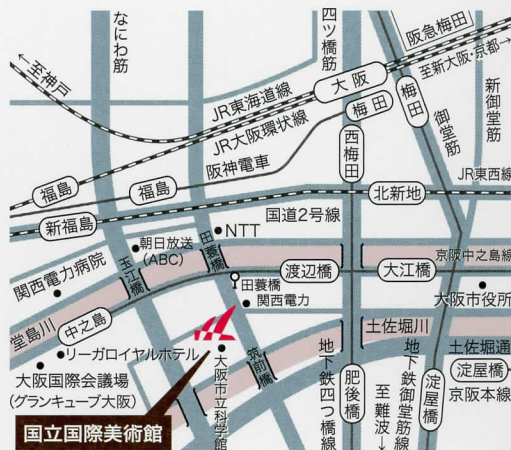 なにわ筋
四ツ橋筋
阪急梅田
←至神戸
至新大阪・京都→
大阪
新御堂筋
JR東海道線
梅田
梅田
御堂筋
JR大阪環状線
西梅田
阪神電車
JR東西線
福島
福島
北新地
新福島
国道2号線
NTT
朝日放送
(ABC)
田蓑橋
京阪中之島線
玉江橋
関西電力病院
渡辺橋
大江橋
田蓑橋
関西電力
大阪市役所
堂島川
中之島
土佐堀川
リーガロイヤルホテル
大阪市立科学館
筑前橋
地下鉄四つ橋線
肥後橋
至難波→
地下鉄御堂筋線
淀屋橋
土佐堀通
淀屋橋
京阪本線
大阪国際会議場
(グランキューブ大阪)
国立国際美術館